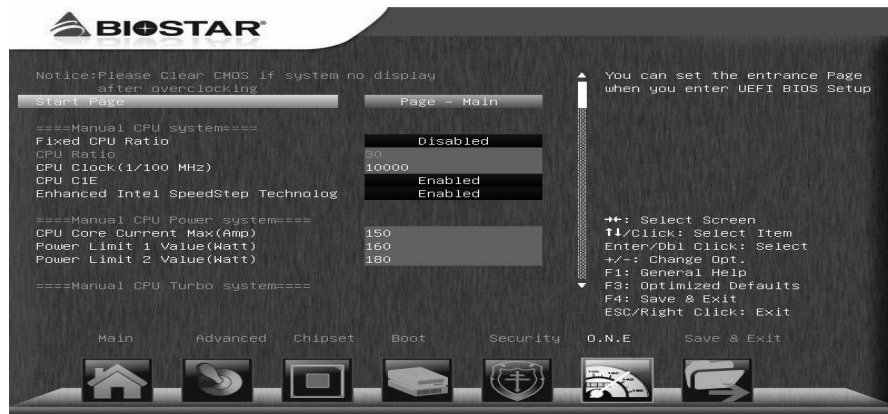 BIOSTAR
Notice:Please Clear CMOS if system no display
after overclocking
Start Page Page - Main
====Manual CPU system====
Fixed CPU Ratio Disabled
CPU Ratio 30
CPU Clock(1/100 MHz) 10000
CPU C1E Enabled
Enhanced Intel SpeedStep Technolog Enabled
====Manual CPU Power system====
CPU Core Current Max(Amp) 150
Power Limit 1 Value(Watt) 160
Power Limit 2 Value(Watt) 180
====Manual CPU Turbo system====
You can set the entrance Page
when you enter UEFI BIOS Setup
→←: Select Screen
↑↓/Click: Select Item
Enter/Dbl Click: Select
+/-: Change Opt.
F1: General Help
F3: Optimized Defaults
F4: Save & Exit
ESC/Right Click: Exit
Main Advanced Chipset Boot Security O.N.E Save & Exit